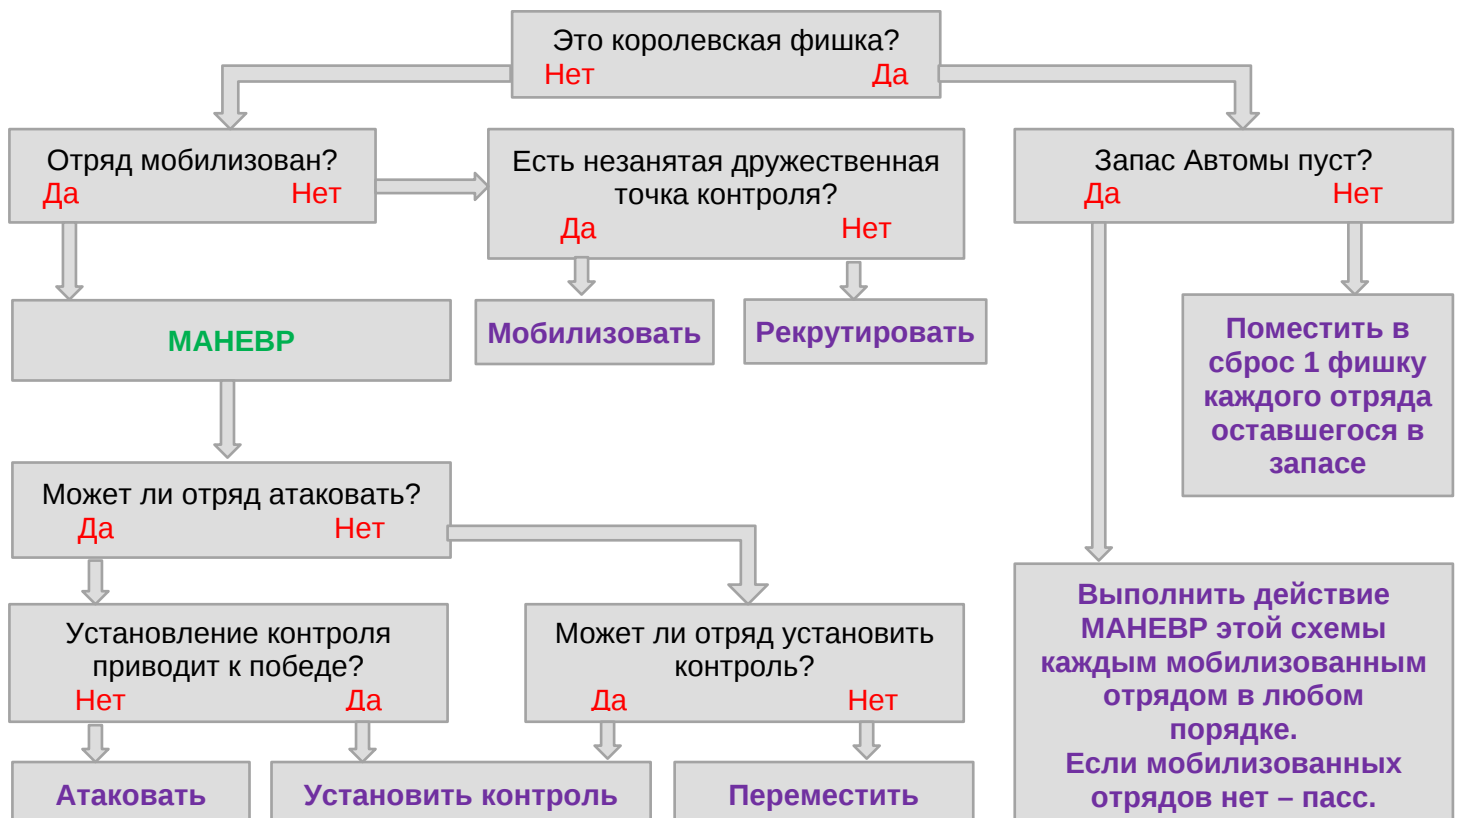 Это королевская фишка?
Нет Да
Отряд мобилизован?
Да Нет
Есть незанятая дружественная
точка контроля?
Да Нет
Запас Автомы пуст?
Да Нет
МАНЕВР
Мобилизовать
Рекрутировать
Поместить в
сброс 1 фишку
каждого отряда
оставшегося в
запасе
Может ли отряд атаковать?
Да Нет
Установление контроля
приводит к победе?
Нет Да
Может ли отряд установить
контроль?
Да Нет
Выполнить действие
МАНЕВР этой схемы
каждым мобилизованным
отрядом в любом
порядке.
Если мобилизованных
отрядов нет – пасс.
Атаковать
Установить контроль
Переместить